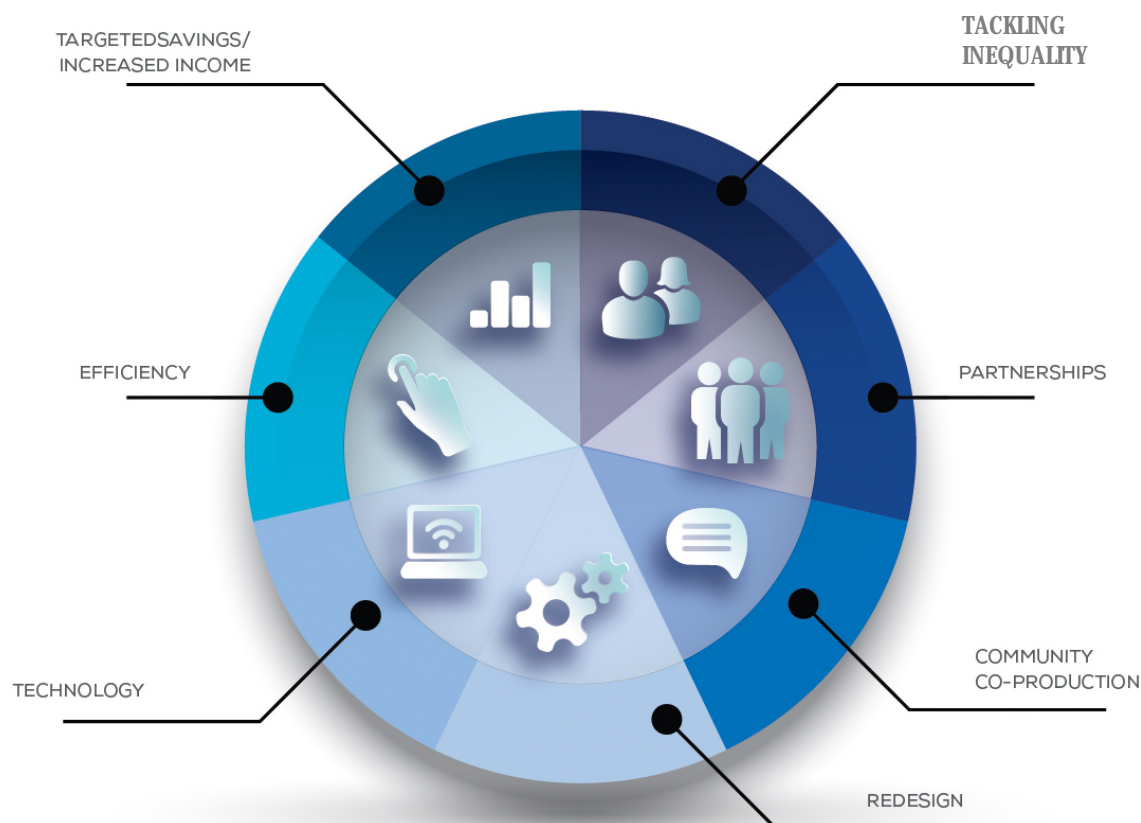 TARGETEDSAVINGS/
INCREASED INCOME
TACKLING
INEQUALITY
EFFICIENCY
PARTNERSHIPS
TECHNOLOGY
COMMUNITY
CO-PRODUCTION
REDESIGN